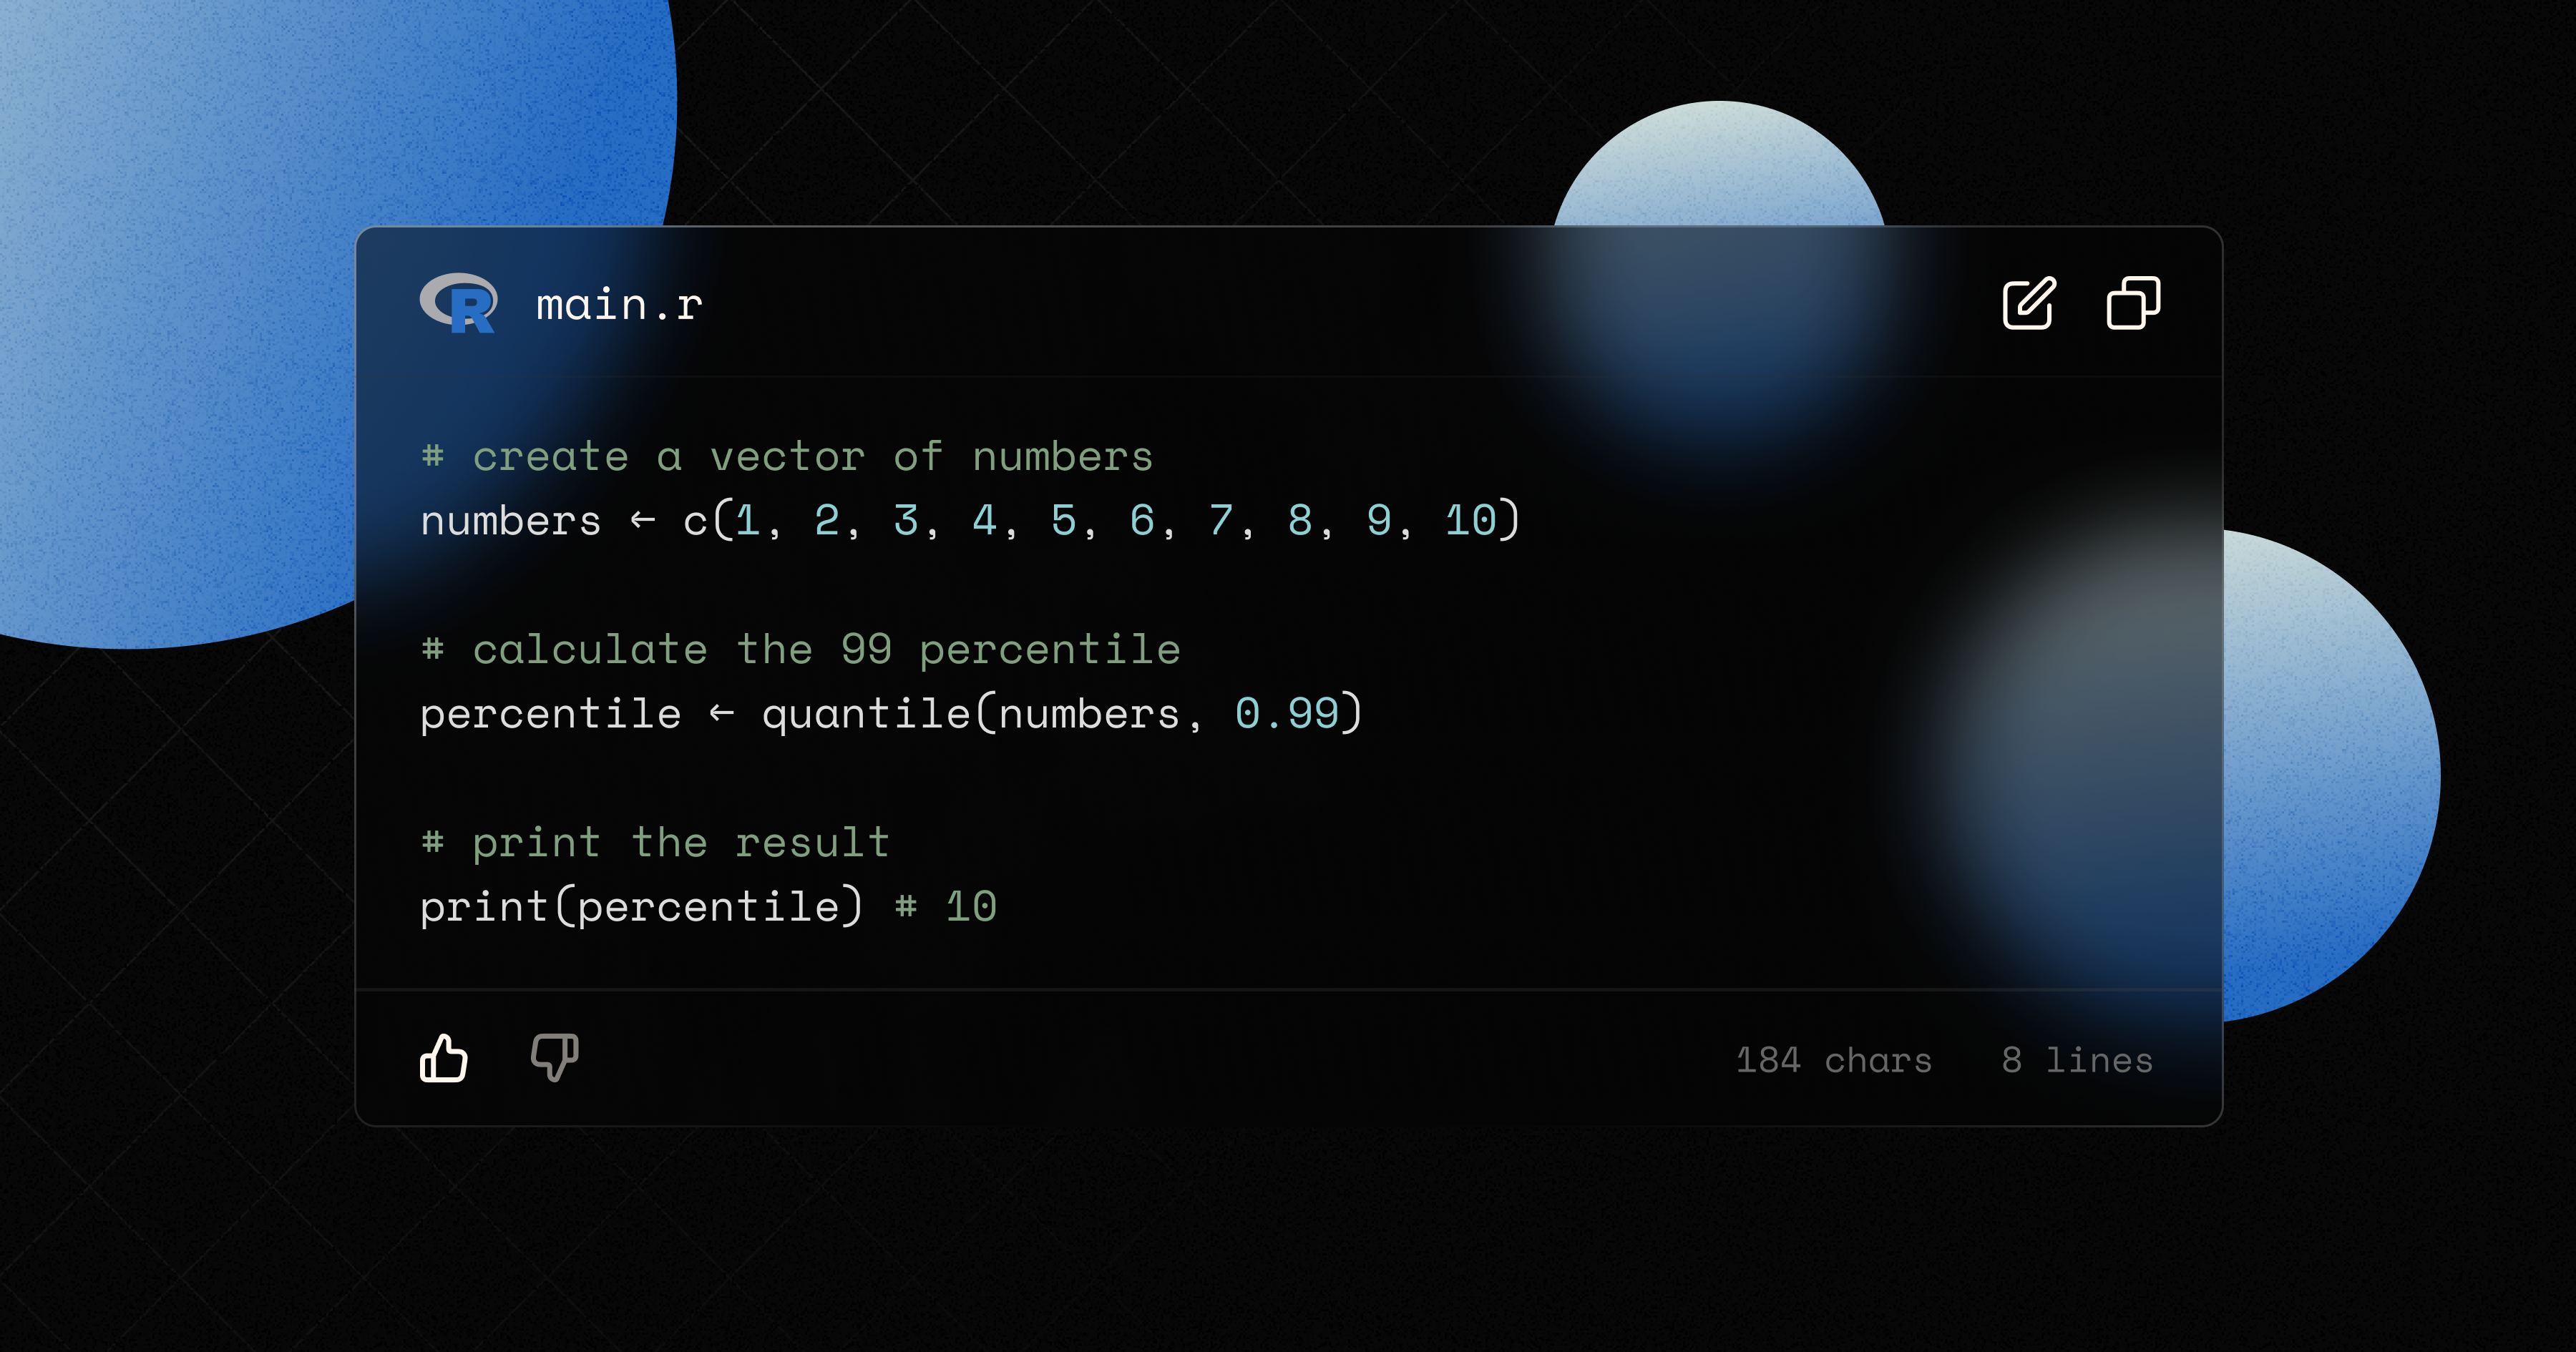 R main.r
# create a vector of numbers
numbers ← c(1, 2, 3, 4, 5, 6, 7, 8, 9, 10)
# calculate the 99 percentile
percentile ← quantile(numbers, 0.99)
# print the result
print(percentile) # 10
184 chars 8 lines